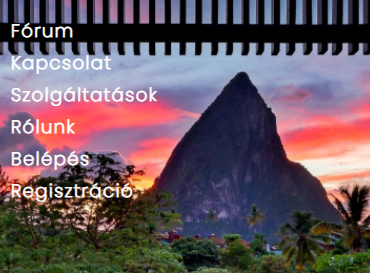 Fórum
Kapcsolat
Szolgáltatások
Rólunk
Belépés
Regisztráció